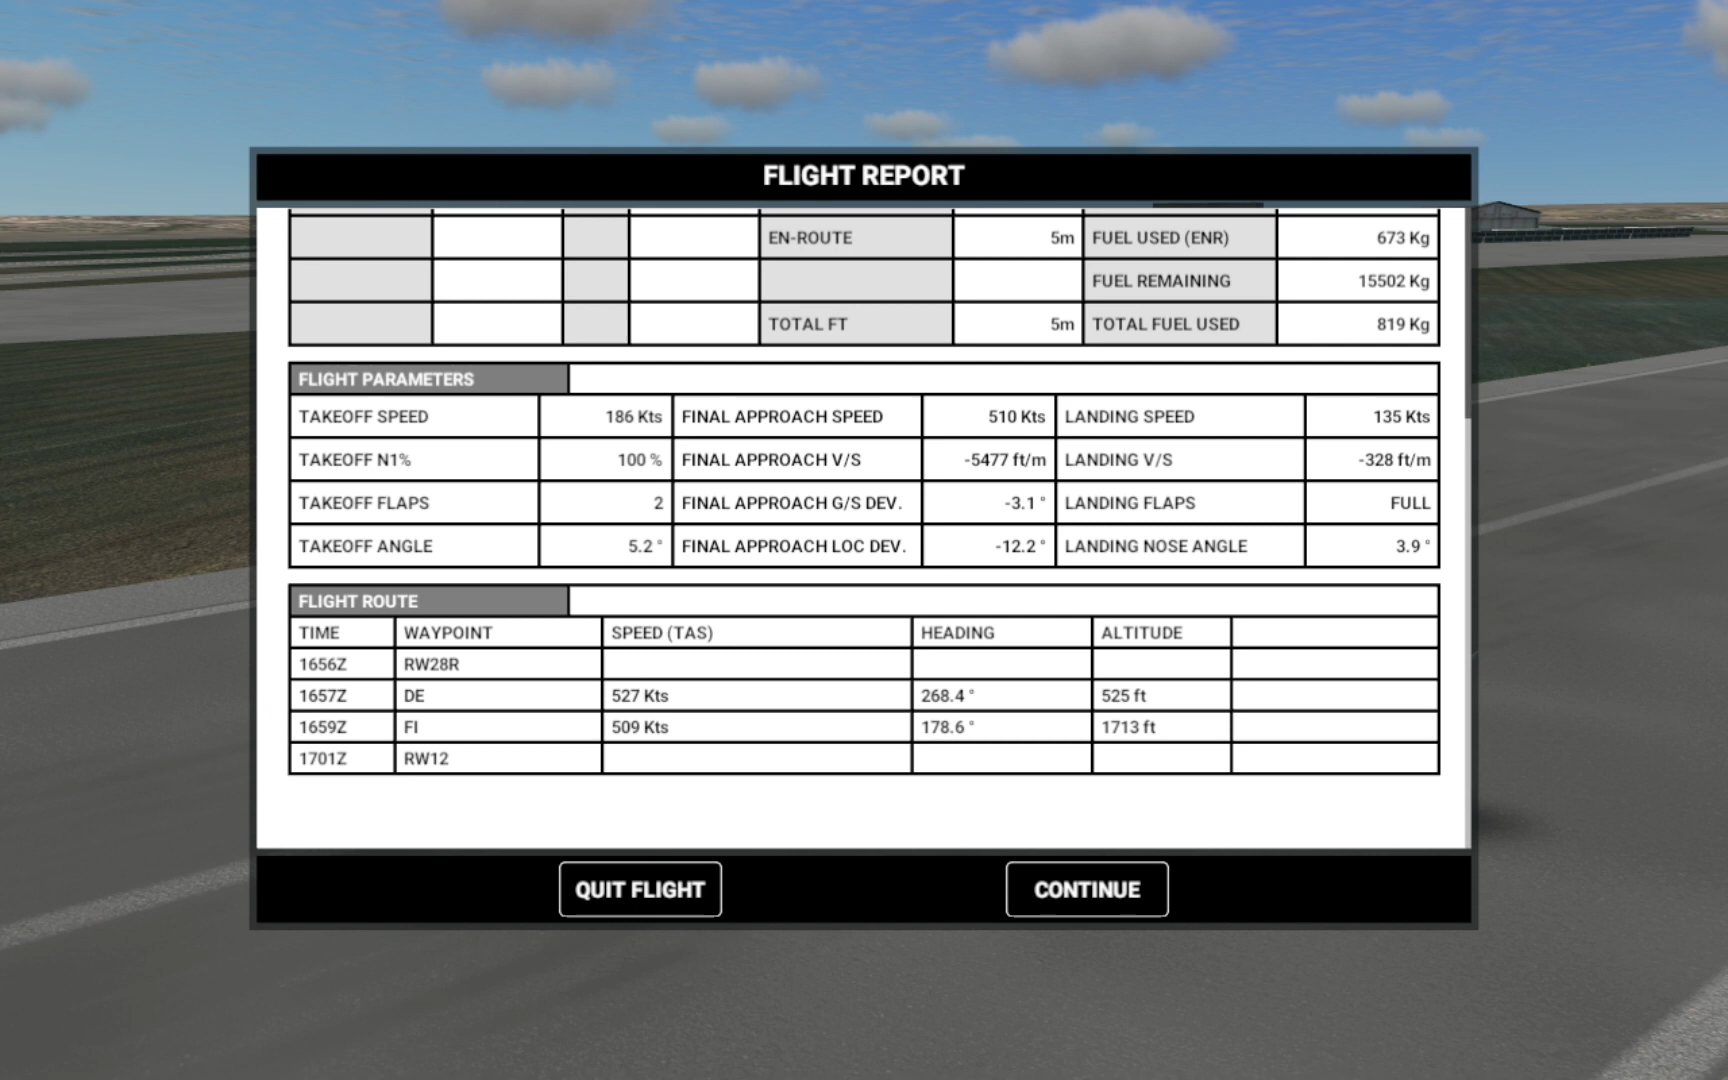 FLIGHT REPORT
EN-ROUTE 5m FUEL USED (ENR) 673 Kg
FUEL REMAINING 15502 Kg
TOTAL FT 5m TOTAL FUEL USED 819 Kg
FLIGHT PARAMETERS
TAKEOFF SPEED 186 Kts FINAL APPROACH SPEED 510 Kts LANDING SPEED 135 Kts
TAKEOFF N1% 100 % FINAL APPROACH V/S -5477 ft/m LANDING V/S -328 ft/m
TAKEOFF FLAPS 2 FINAL APPROACH G/S DEV. -3.1 ° LANDING FLAPS FULL
TAKEOFF ANGLE 5.2 ° FINAL APPROACH LOC DEV. -12.2 ° LANDING NOSE ANGLE 3.9 °
FLIGHT ROUTE
TIME WAYPOINT SPEED (TAS) HEADING ALTITUDE
1656Z RW28R
1657Z DE 527 Kts 268.4 ° 525 ft
1659Z FI 509 Kts 178.6 ° 1713 ft
1701Z RW12
QUIT FLIGHT CONTINUE